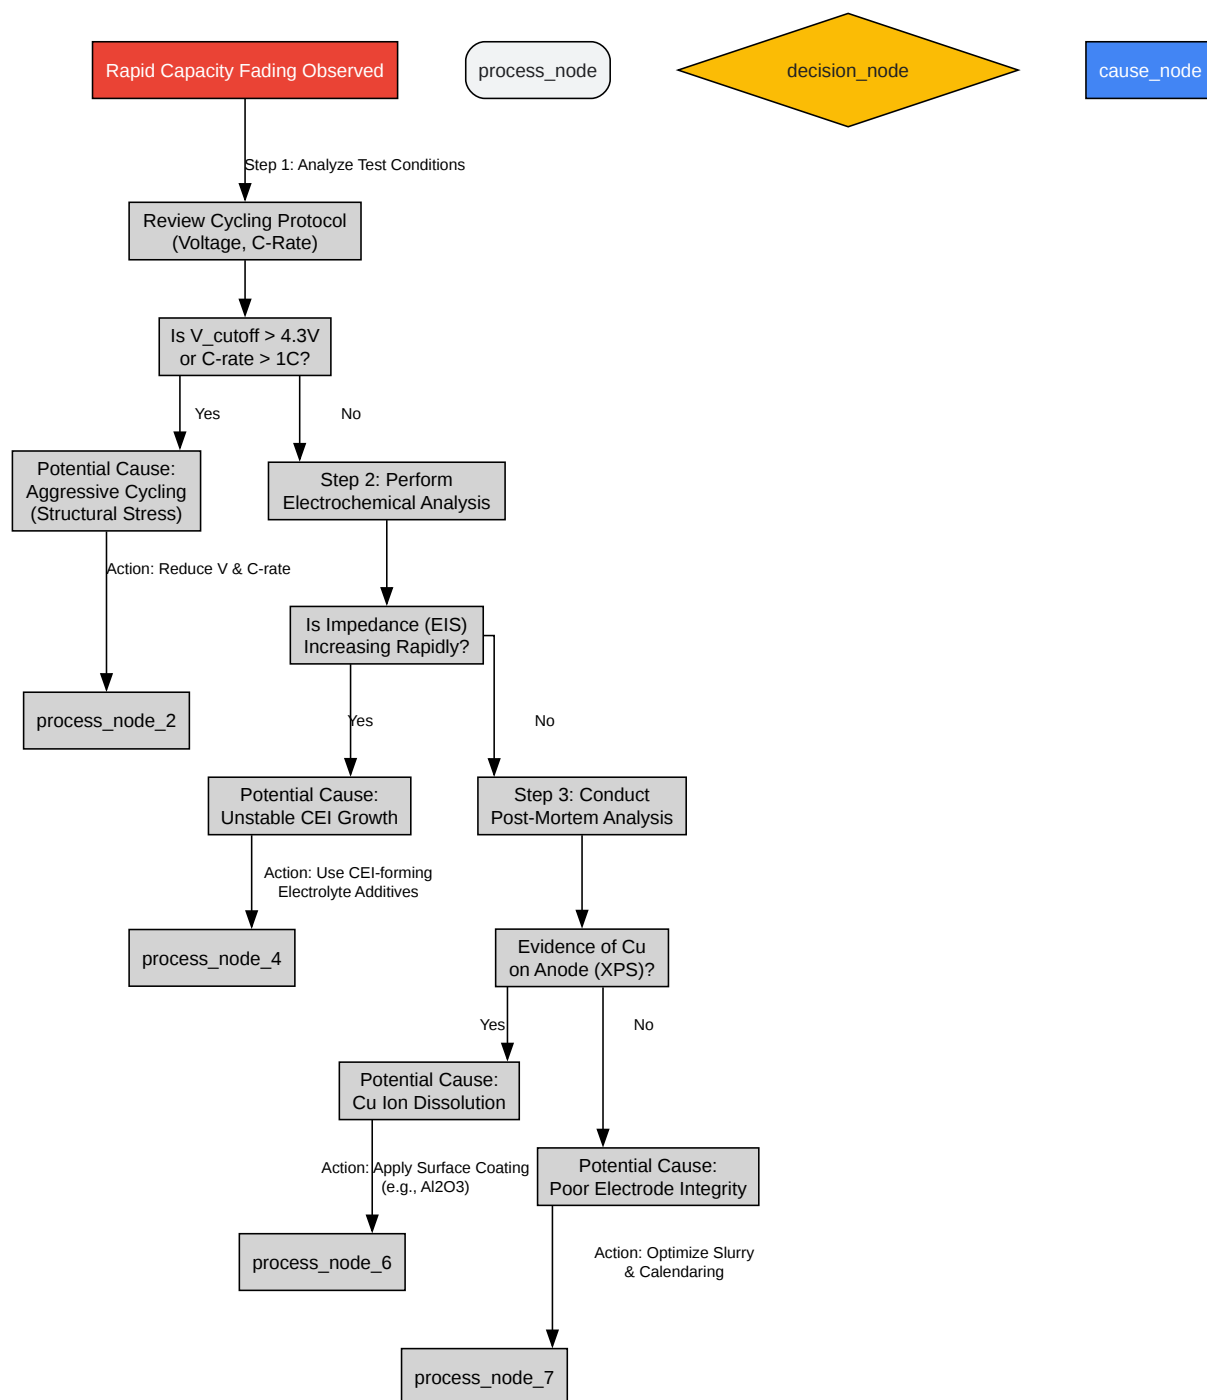 Rapid Capacity Fading Observed
process_node
decision_node
cause_node
Step 1: Analyze Test Conditions
Review Cycling Protocol
(Voltage, C-Rate)
Is V_cutoff > 4.3V
or C-rate > 1C?
Yes
No
Potential Cause:
Aggressive Cycling
(Structural Stress)
Step 2: Perform
Electrochemical Analysis
Action: Reduce V & C-rate
Is Impedance (EIS)
Increasing Rapidly?
process_node_2
Yes
No
Potential Cause:
Unstable CEI Growth
Step 3: Conduct
Post-Mortem Analysis
Action: Use CEI-forming
Electrolyte Additives
process_node_4
Evidence of Cu
on Anode (XPS)?
Yes
No
Potential Cause:
Cu Ion Dissolution
Action: Apply Surface Coating
(e.g., Al2O3)
Potential Cause:
Poor Electrode Integrity
process_node_6
Action: Optimize Slurry
& Calendaring
process_node_7